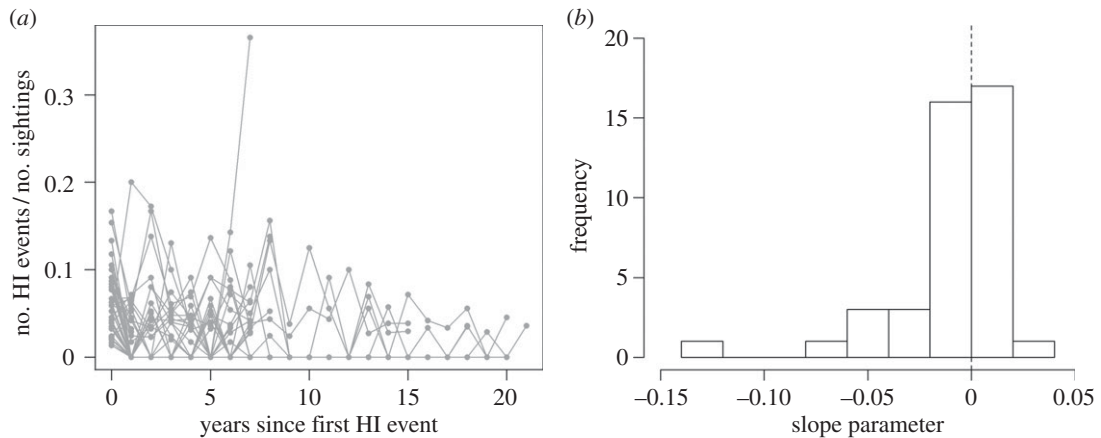 (a)
no. HI events / no. sightings
0.3
0.2
0.1
0
0 5 10 15 20
years since first HI event
(b)
frequency
20
15
10
5
0
−0.15 −0.10 −0.05 0 0.05
slope parameter